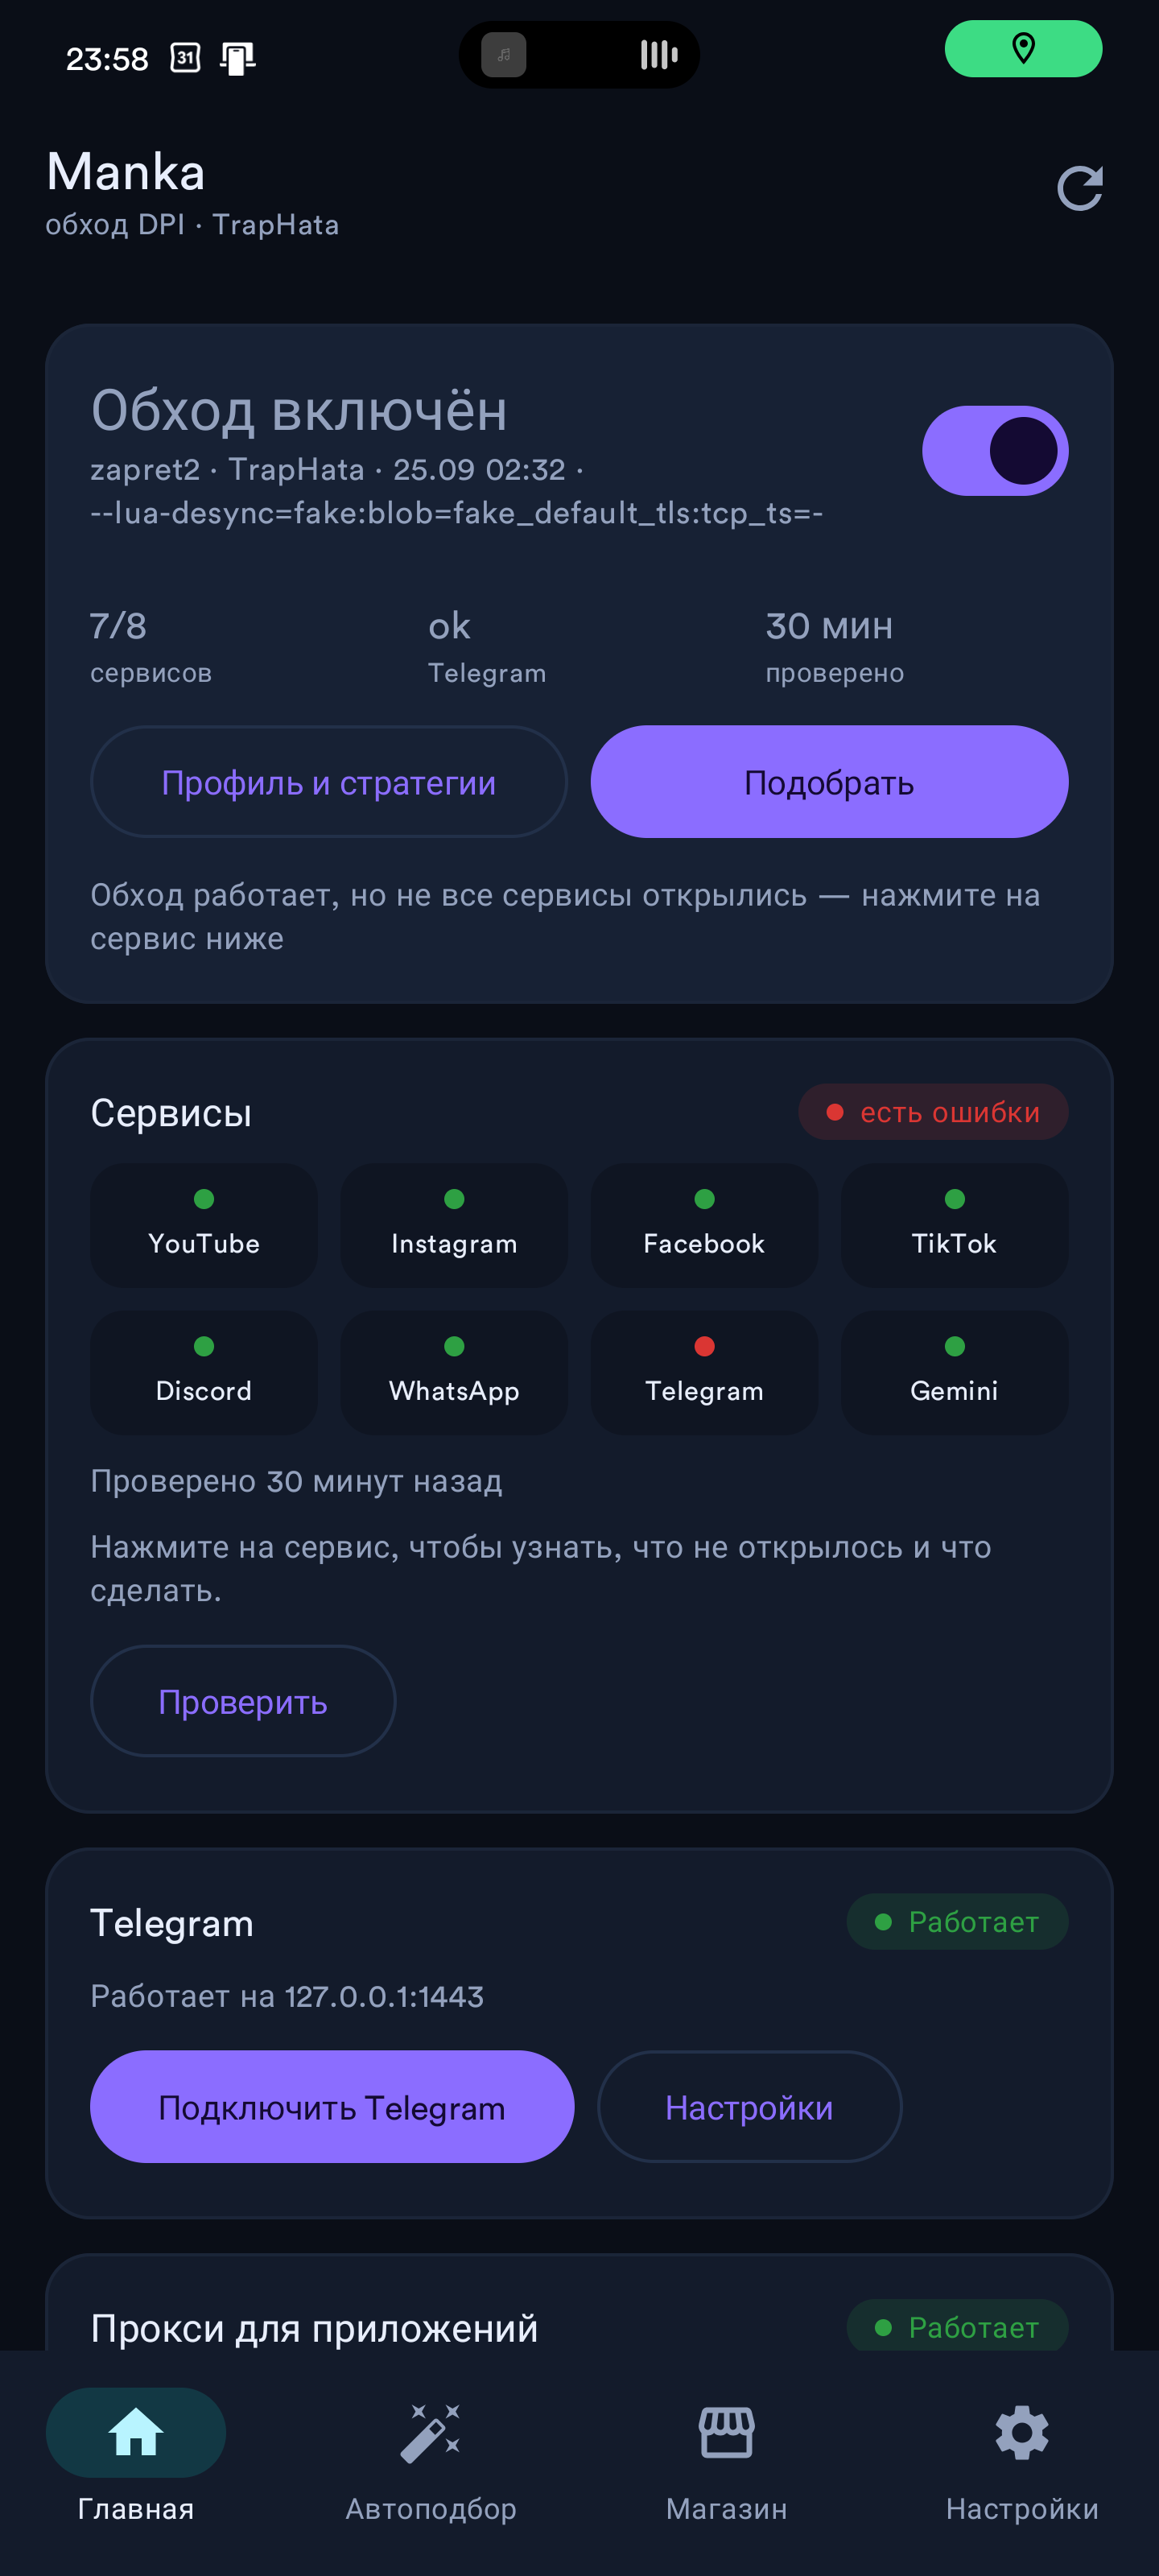 23:58
31
Manka
обход DPI · TrapHata
Обход включён
zapret2 · TrapHata · 25.09 02:32 ·
--lua-desync=fake:blob=fake_default_tls:tcp_ts=-
7/8
ok
30 мин
сервисов
Telegram
проверено
Профиль и стратегии
Подобрать
Обход работает, но не все сервисы открылись — нажмите на
сервис ниже
Сервисы
есть ошибки
YouTube
Instagram
Facebook
TikTok
Discord
WhatsApp
Telegram
Gemini
Проверено 30 минут назад
Нажмите на сервис, чтобы узнать, что не открылось и что
сделать.
Проверить
Telegram
Работает
Работает на 127.0.0.1:1443
Подключить Telegram
Настройки
Прокси для приложений
Работает
Главная
Автоподбор
Магазин
Настройки